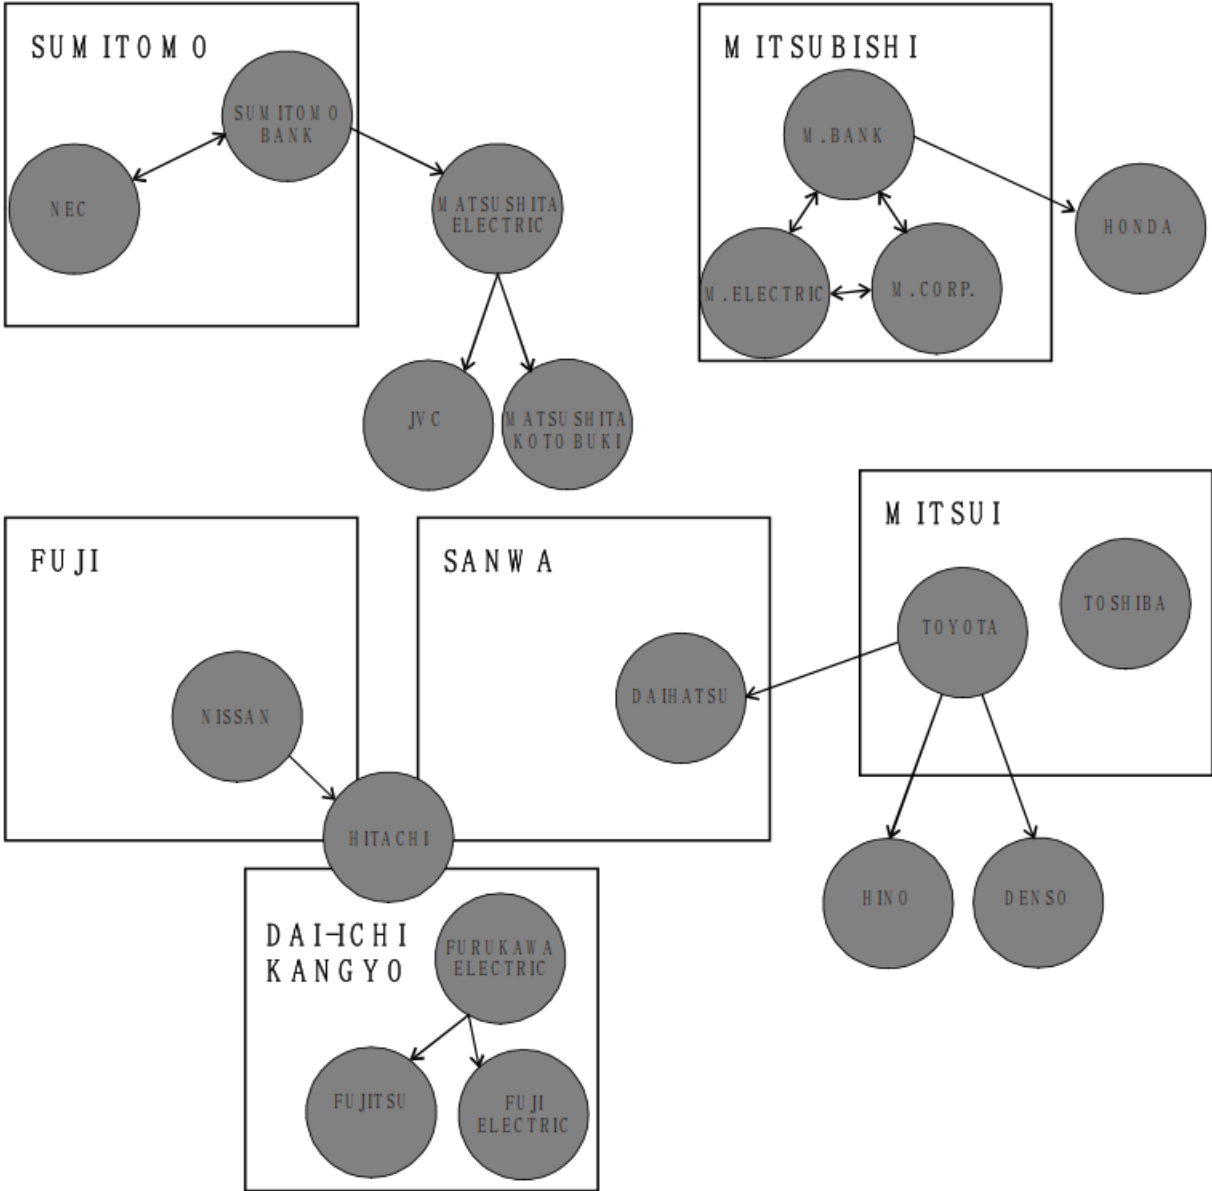 SUMITOMO
SUMITOMO
BANK
NEC
MATSUSHITA
ELECTRIC
JVC
MATSUSHITA
KOTOBUKI
MITSUBISHI
M.BANK
M.ELECTRIC
M.CORP.
HONDA
FUJI
NISSAN
HITACHI
SANWA
DAIHATSU
MITSUI
TOYOTA
TOSHIBA
HINO
DENSO
DAI-ICHI
KANGYO
FURUKAWA
ELECTRIC
FUJITSU
FUJI
ELECTRIC